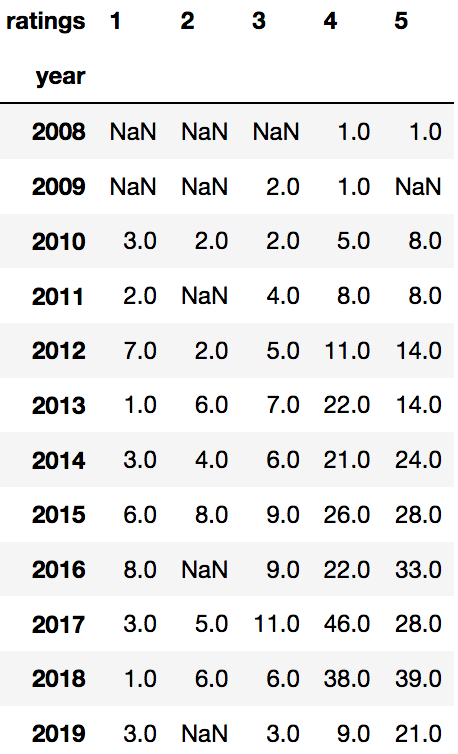 ratings 1 2 3 4 5
year
2008 NaN NaN NaN 1.0 1.0
2009 NaN NaN 2.0 1.0 NaN
2010 3.0 2.0 2.0 5.0 8.0
2011 2.0 NaN 4.0 8.0 8.0
2012 7.0 2.0 5.0 11.0 14.0
2013 1.0 6.0 7.0 22.0 14.0
2014 3.0 4.0 6.0 21.0 24.0
2015 6.0 8.0 9.0 26.0 28.0
2016 8.0 NaN 9.0 22.0 33.0
2017 3.0 5.0 11.0 46.0 28.0
2018 1.0 6.0 6.0 38.0 39.0
2019 3.0 NaN 3.0 9.0 21.0